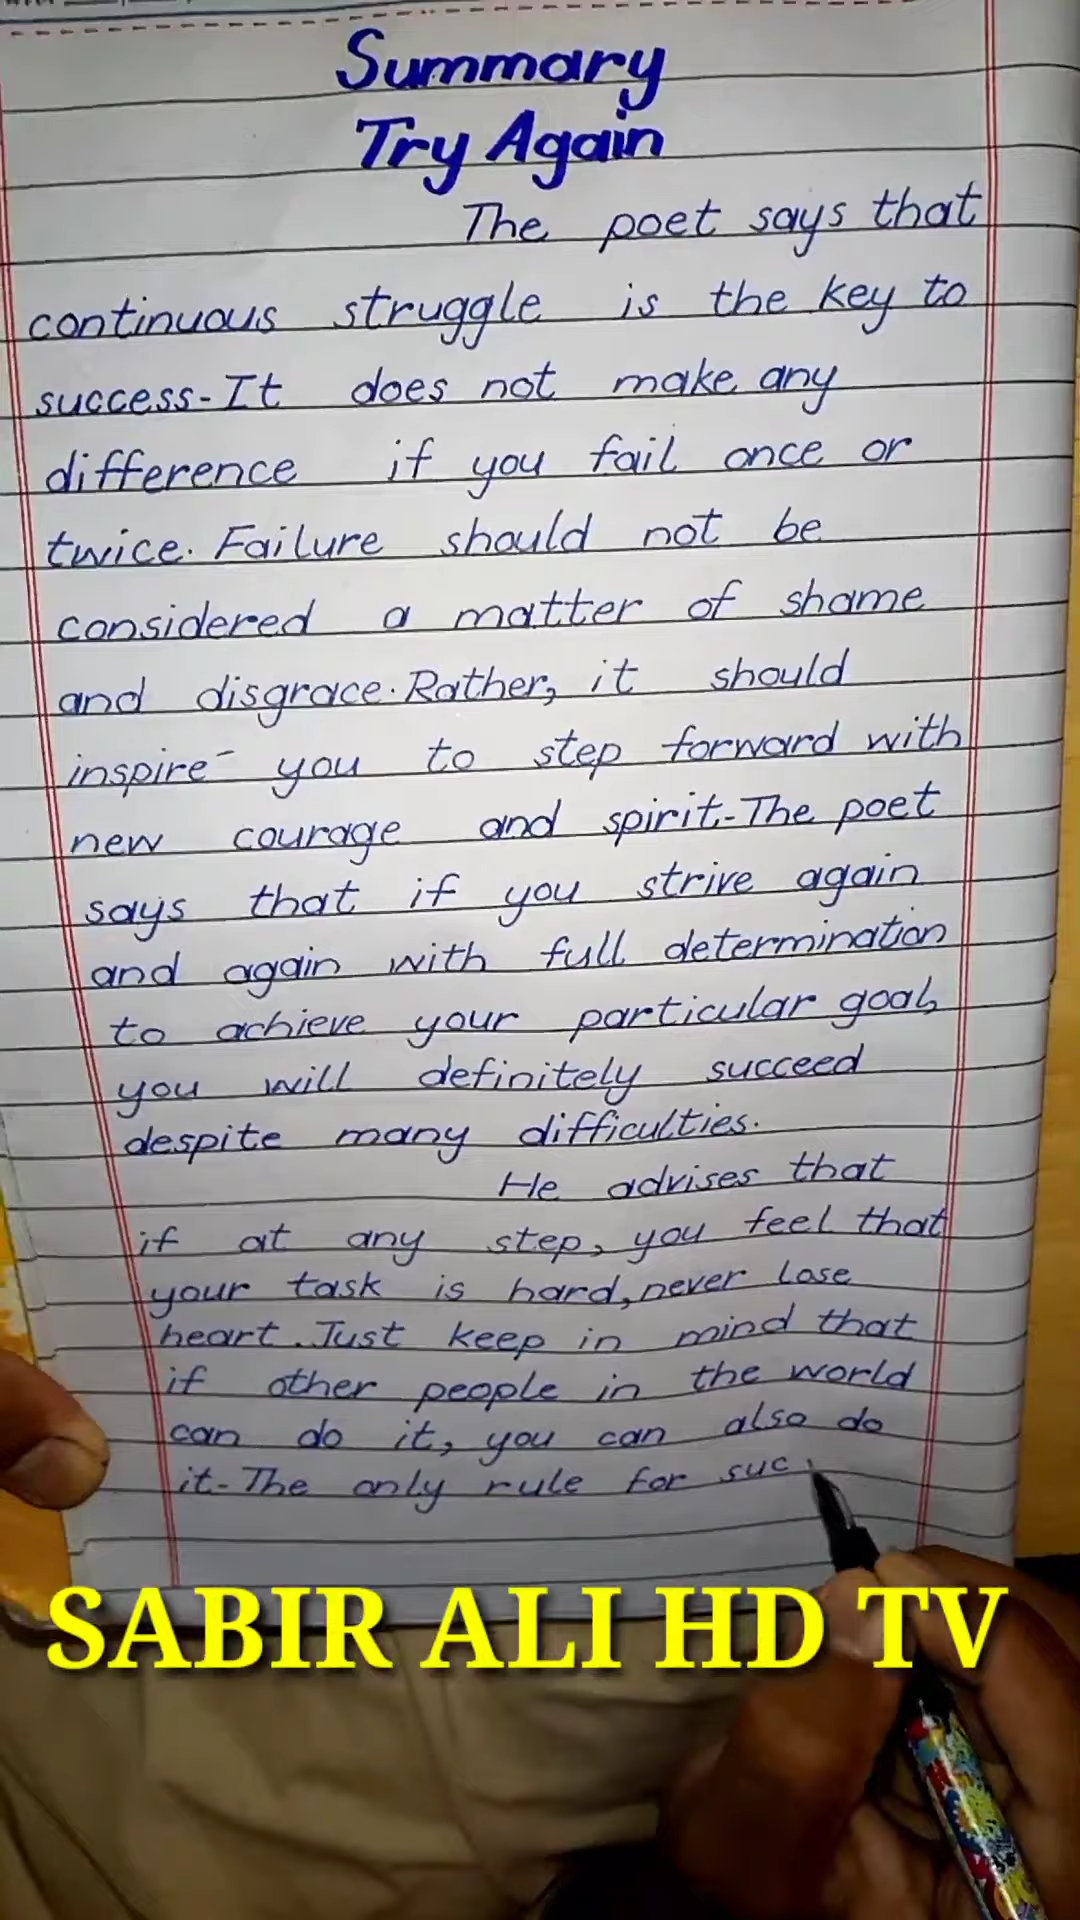 Summary
Try Again
The poet says that
continuous struggle is the key to
success-It does not make any
difference if you fail once or
twice. Failure should not be
considered a matter of shame
and disgrace. Rather, it should
inspire- you to step forward with
new courage and spirit.-The poet
says that if you strive again
and again with full determination
to achieve your particular goal,
you will definitely succeed
despite many difficulties.
He advises that
if at any step, you feel that
your task is hard, never lose
heart. Just keep in mind that
if other people in the world
can do it, you can also do
it-The only rule for suc
SABIR ALI HD TV